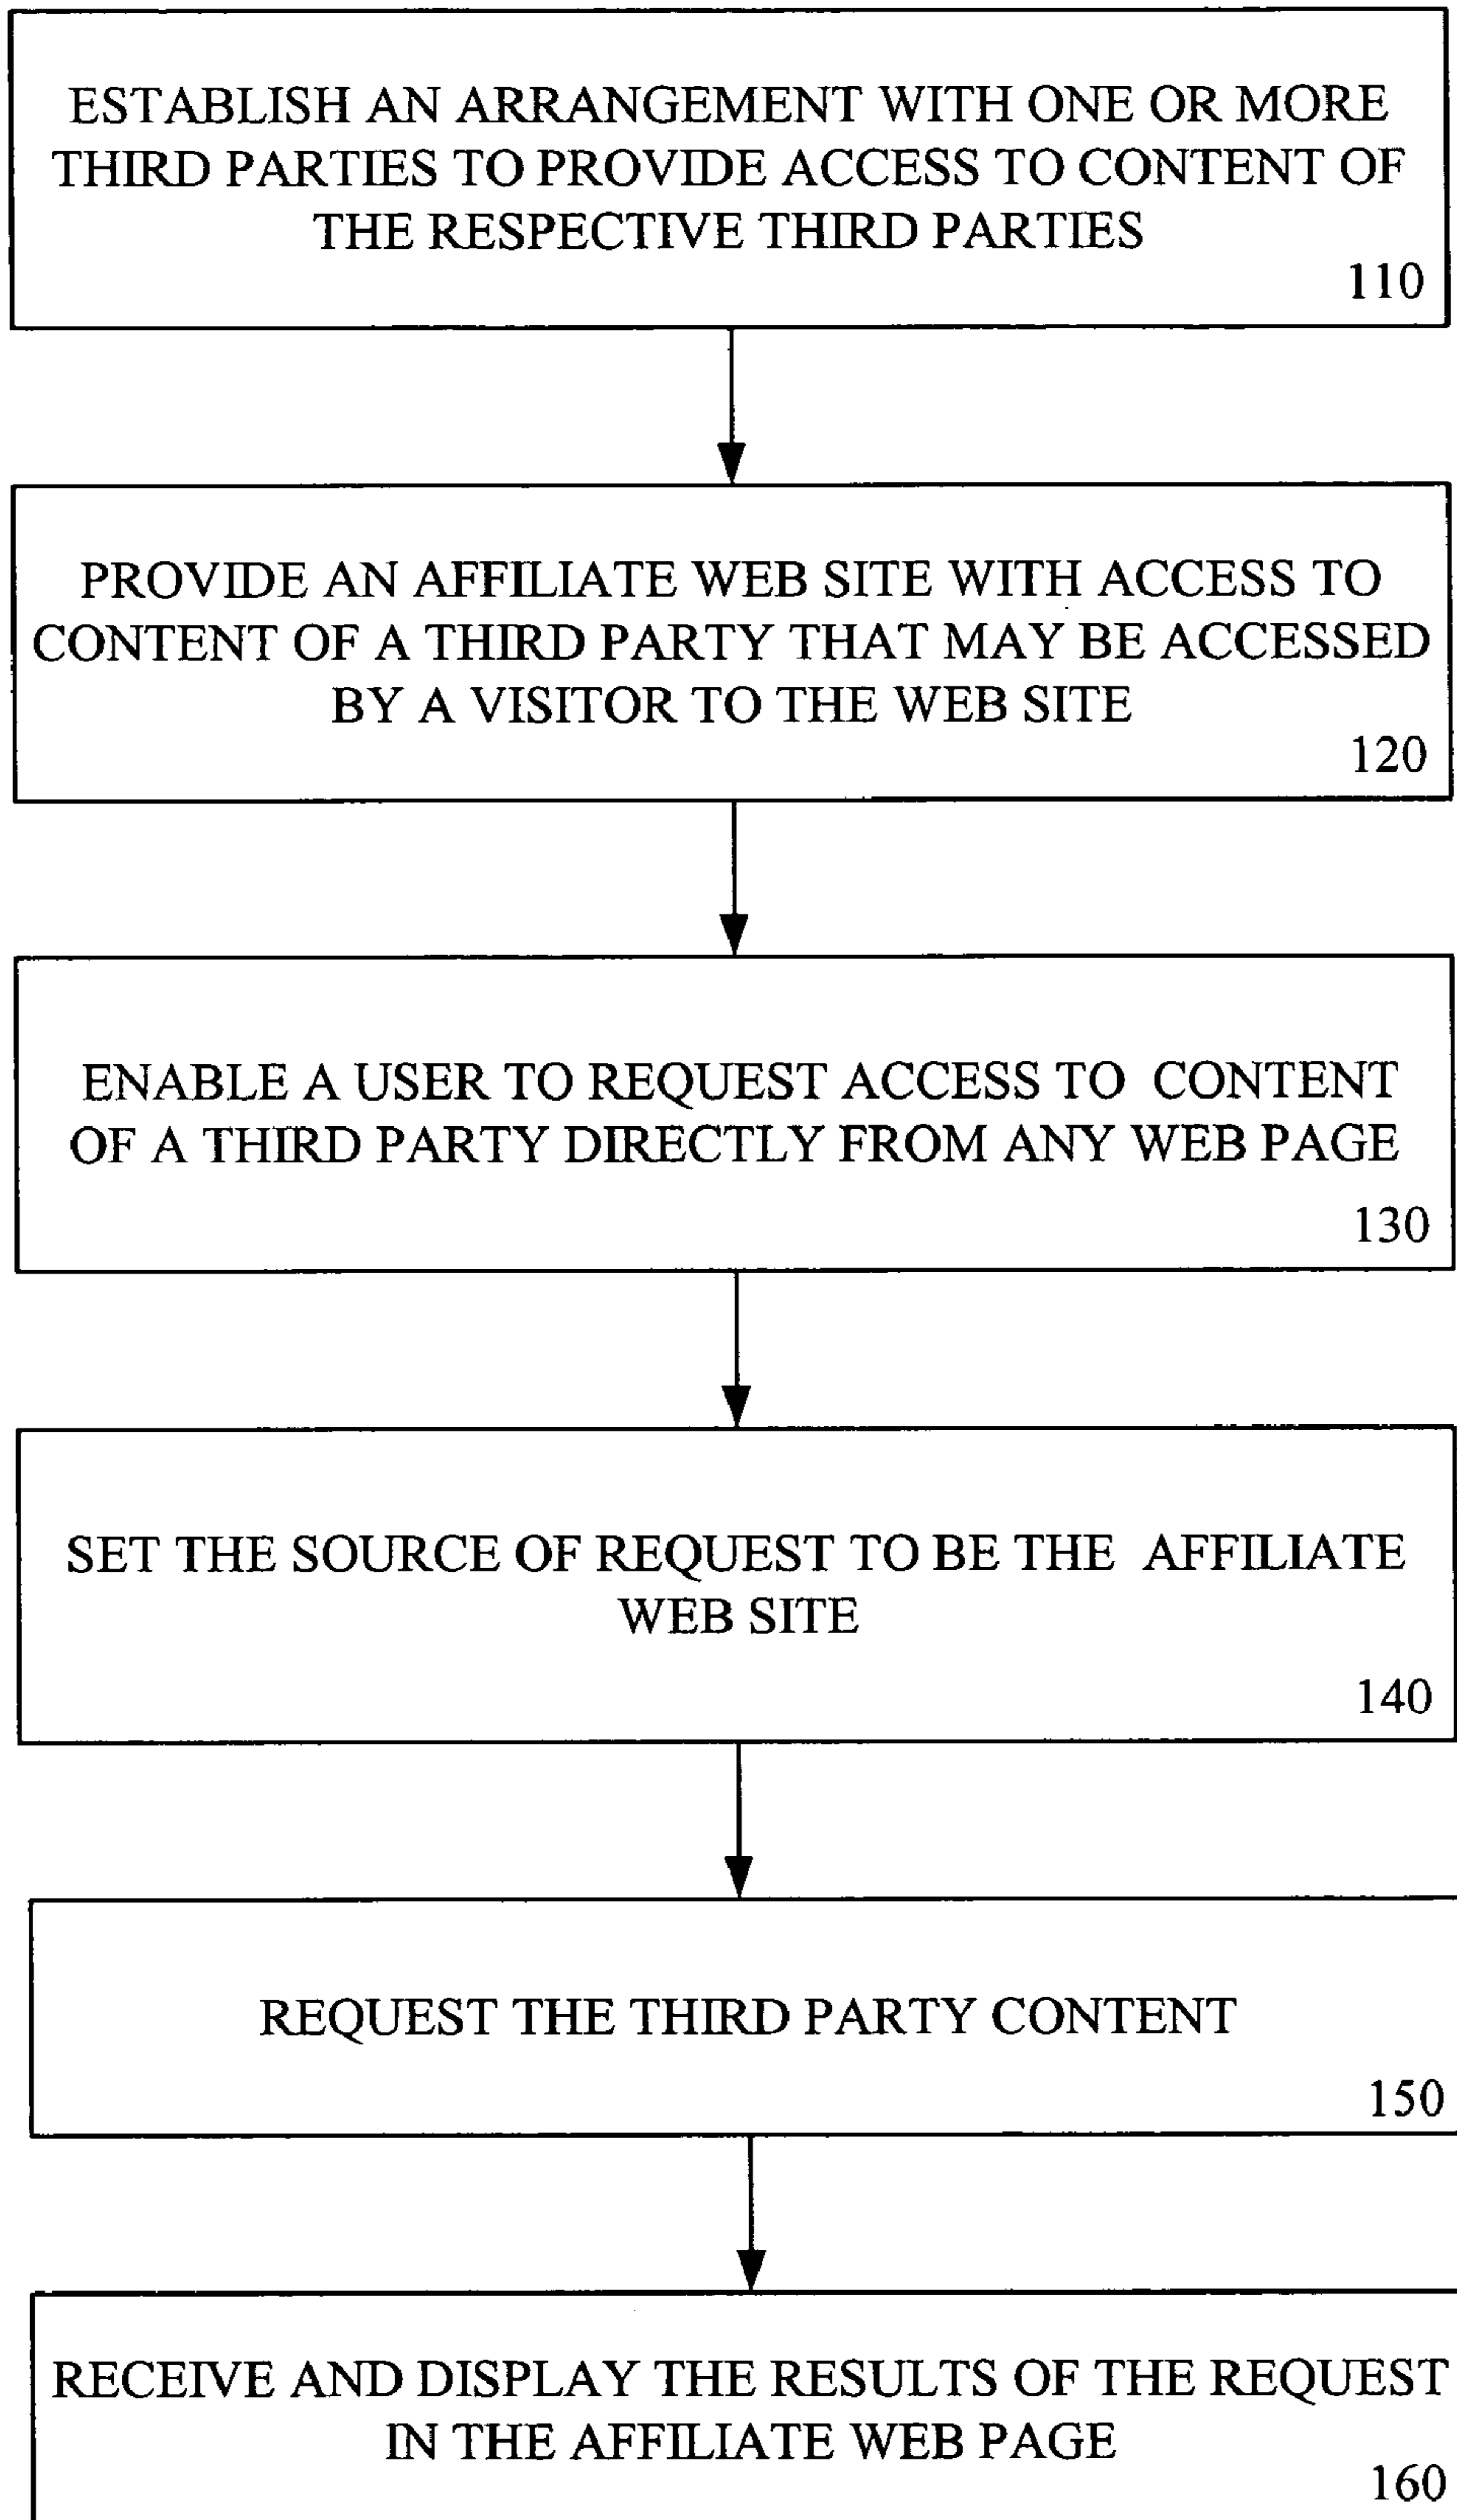 ESTABLISH AN ARRANGEMENT WITH ONE OR MORE
THIRD PARTIES TO PROVIDE ACCESS TO CONTENT OF
THE RESPECTIVE THIRD PARTIES
110
PROVIDE AN AFFILIATE WEB SITE WITH ACCESS TO
CONTENT OF A THIRD PARTY THAT MAY BE ACCESSED
BY A VISITOR TO THE WEB SITE
120
ENABLE A USER TO REQUEST ACCESS TO CONTENT
OF A THIRD PARTY DIRECTLY FROM ANY WEB PAGE
130
SET THE SOURCE OF REQUEST TO BE THE AFFILIATE
WEB SITE
140
REQUEST THE THIRD PARTY CONTENT
150
RECEIVE AND DISPLAY THE RESULTS OF THE REQUEST
IN THE AFFILIATE WEB PAGE
160